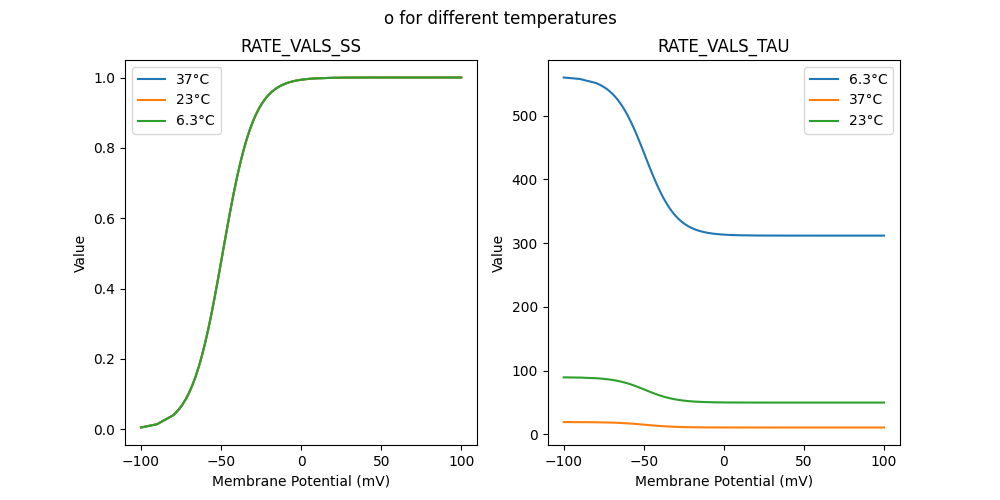 o for different temperatures
RATE_VALS_SS
37°C
23°C
6.3°C
1.0
0.8
0.6
0.4
0.2
0.0
Value
−100
−50
0
50
100
Membrane Potential (mV)
RATE_VALS_TAU
6.3°C
37°C
23°C
500
400
300
200
100
0
Value
−100
−50
0
50
100
Membrane Potential (mV)